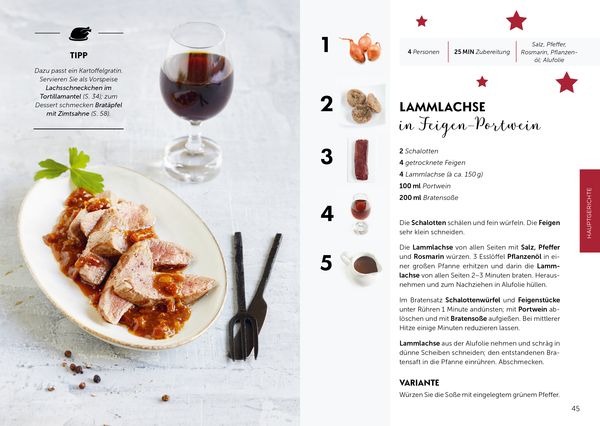 TIPP
Dazu passt ein Kartoffelgratin.
Servieren Sie als Vorspeise
Lachsschneckchen im
Tortillamantel (S. 34); zum
Dessert schmecken Bratäpfel
mit Zimtsahne (S. 58).
1
2
3
4
5
4 Personen
25 MIN Zubereitung
Salz, Pfeffer,
Rosmarin, Pflanzen-
öl, Alufolie
LAMMLACHSE
in Feigen-Portwein
2 Schalotten
4 getrocknete Feigen
4 Lammlachse (à ca. 150 g)
100 ml Portwein
200 ml Bratensoße
Die Schalotten schälen und fein würfeln. Die Feigen
sehr klein schneiden.
Die Lammlachse von allen Seiten mit Salz, Pfeffer
und Rosmarin würzen. 3 Esslöffel Pflanzenöl in ei-
ner großen Pfanne erhitzen und darin die Lamm-
lachse von allen Seiten 2–3 Minuten braten. Heraus-
nehmen und zum Nachziehen in Alufolie hüllen.
Im Bratensatz Schalottenwürfel und Feigenstücke
unter Rühren 1 Minute andünsten; mit Portwein ab-
löschen und mit Bratensoße aufgießen. Bei mittlerer
Hitze einige Minuten reduzieren lassen.
Lammlachse aus der Alufolie nehmen und schräg in
dünne Scheiben schneiden; den entstandenen Bra-
tensaft in die Pfanne einrühren. Abschmecken.
VARIANTE
Würzen Sie die Soße mit eingelegtem grünem Pfeffer.
HAUPTGERICHTE
45